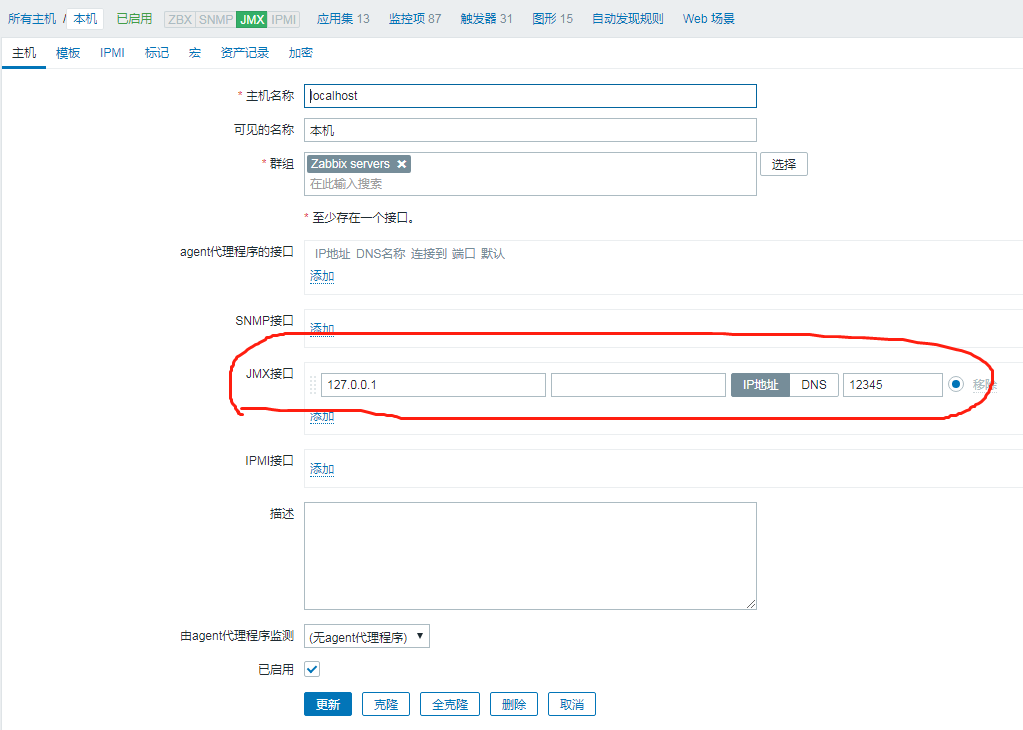 所有主机 / 本机 已启用 ZBX SNMP JMX IPMI 应用集 13 监控项 87 触发器 31 图形 15 自动发现规则 Web 场景
主机 模板 IPMI 标记 宏 资产记录 加密
* 主机名称 localhost
可见的名称 本机
* 群组 Zabbix servers ✖ 选择
在此输入搜索
* 至少存在一个接口。
agent代理程序的接口 IP地址 DNS名称 连接到 端口 默认
添加
SNMP接口 添加
JMX接口 127.0.0.1 IP地址 DNS 12345 移除
添加
IPMI接口 添加
描述
由agent代理程序监测 (无agent代理程序)
已启用
更新 克隆 全克隆 删除 取消